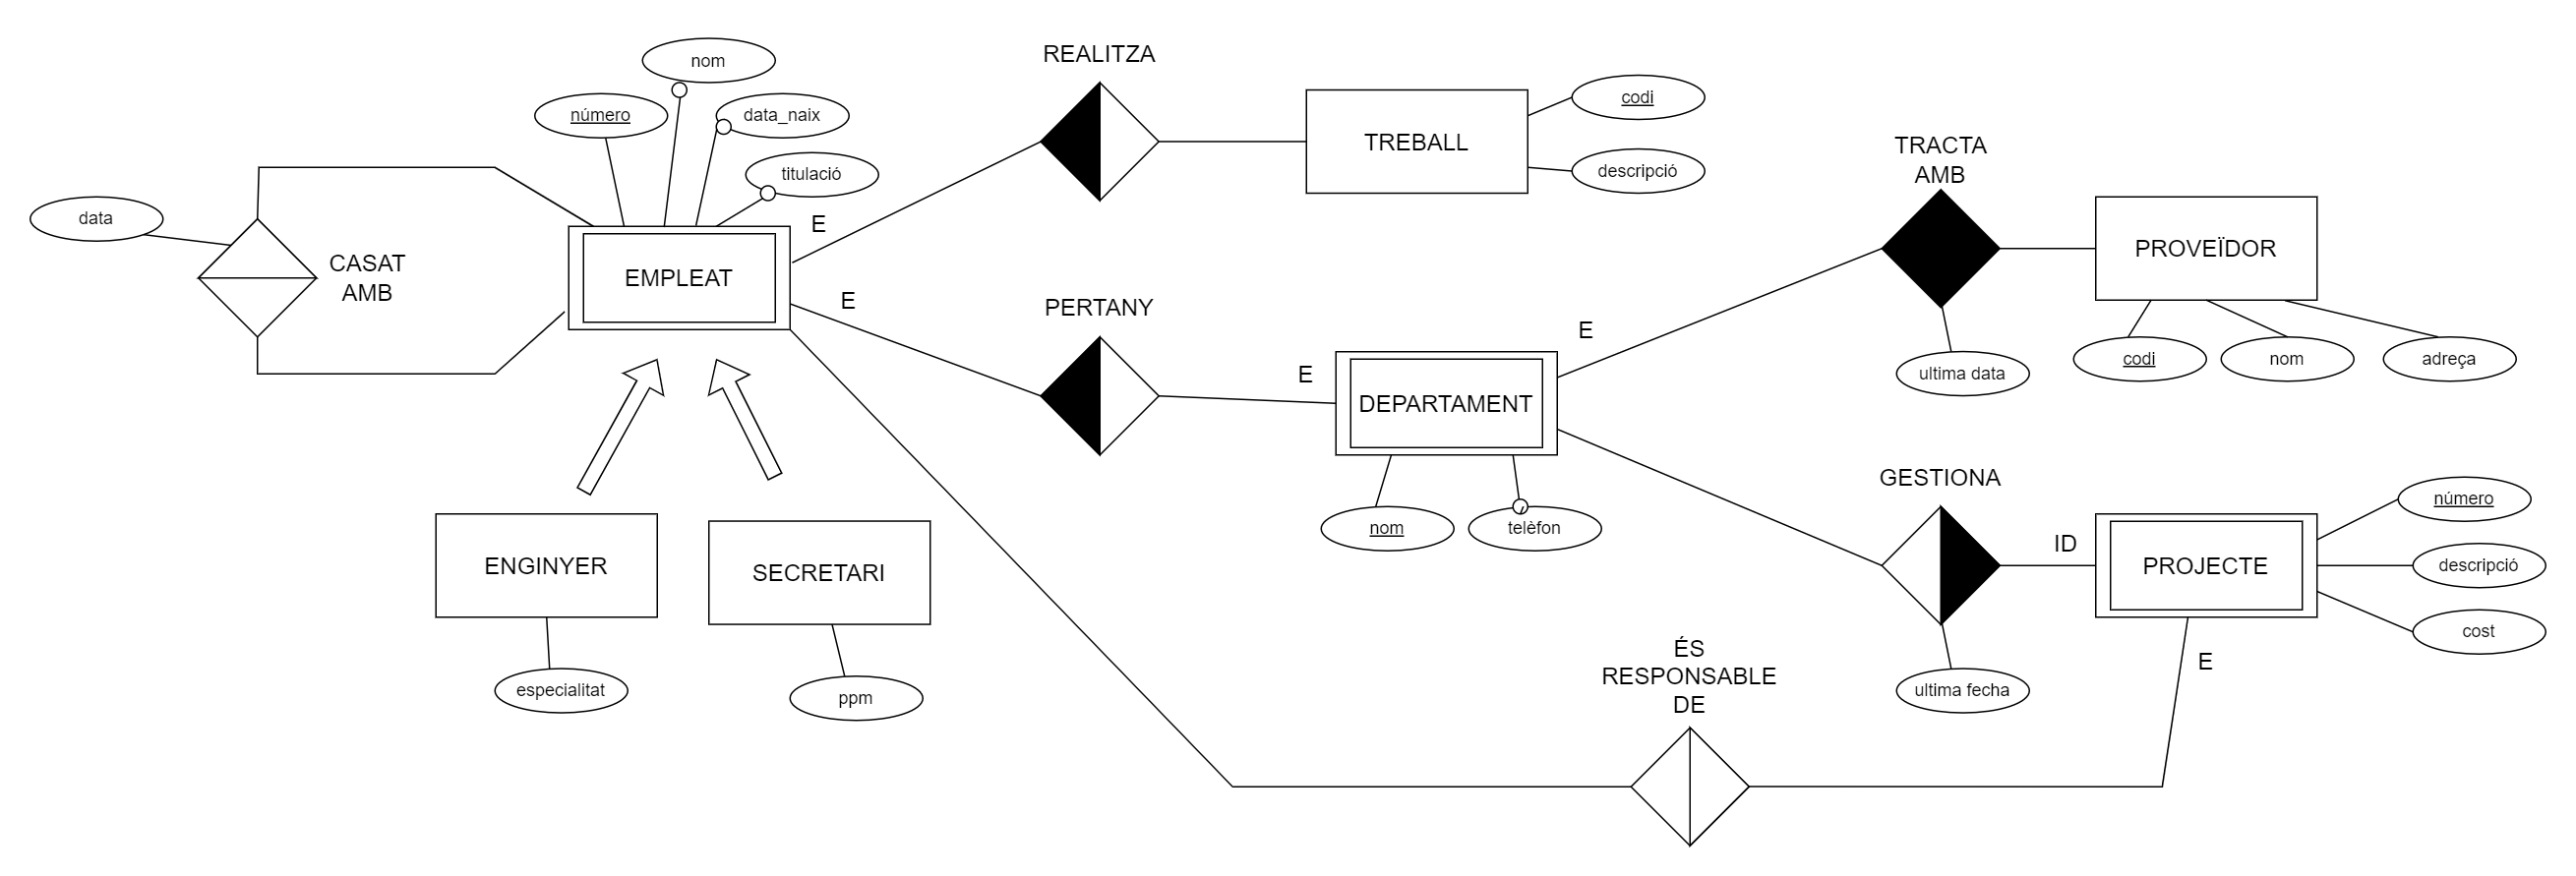 nom
REALITZA
número
data_naix
codi
TREBALL
titulació
descripció
TRACTA
AMB
data
E
CASAT
AMB
EMPLEAT
PROVEÏDOR
E
PERTANY
E
E
codi
nom
adreça
ultima data
DEPARTAMENT
GESTIONA
nom
telèfon
número
ID
ENGINYER
SECRETARI
PROJECTE
descripció
cost
ÉS
RESPONSABLE
DE
E
especialitat
ppm
ultima fecha